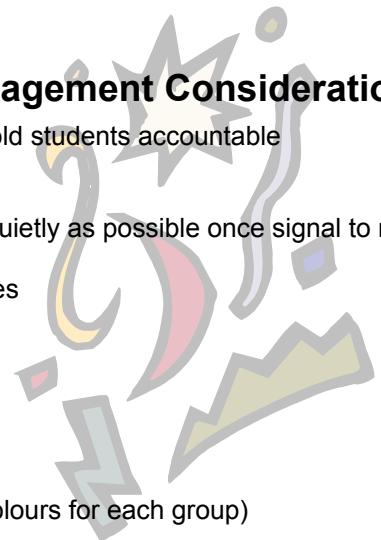 agement Consideratio
old students accountable
uietly as possible once signal to r
es
olours for each group)